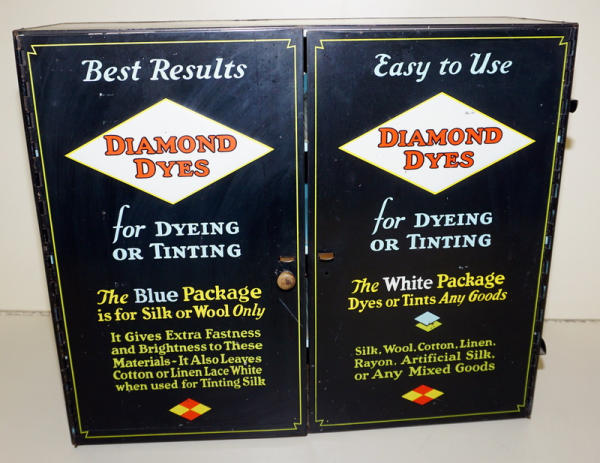 Best Results
DIAMOND
DYES
for DYEING
OR TINTING
The Blue Package
is for Silk or Wool Only
It Gives Extra Fastness
and Brightness to These
Materials - It Also Leaves
Cotton or Linen Lace White
when used for Tinting Silk
Easy to Use
DIAMOND
DYES
for DYEING
OR TINTING
The White Package
Dyes or Tints Any Goods
Silk, Wool, Cotton, Linen,
Rayon, Artificial Silk,
or Any Mixed Goods